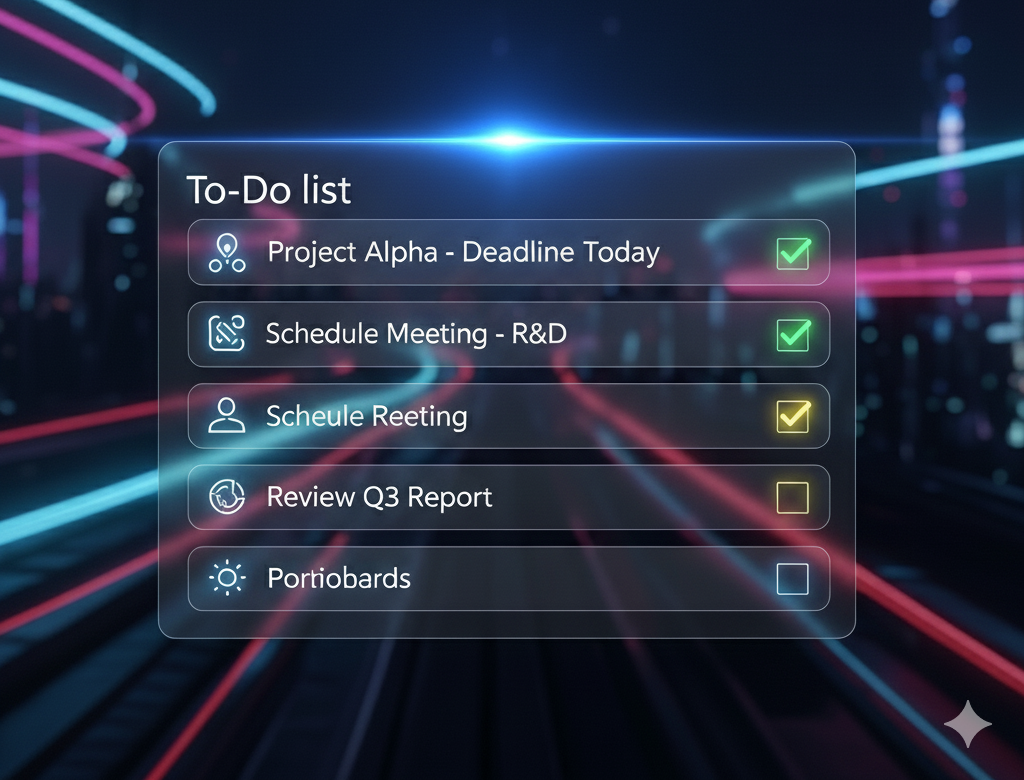 To-Do list
Project Alpha - Deadline Today
Schedule Meeting - R&D
Scheule Reeting
Review Q3 Report
Portiobards